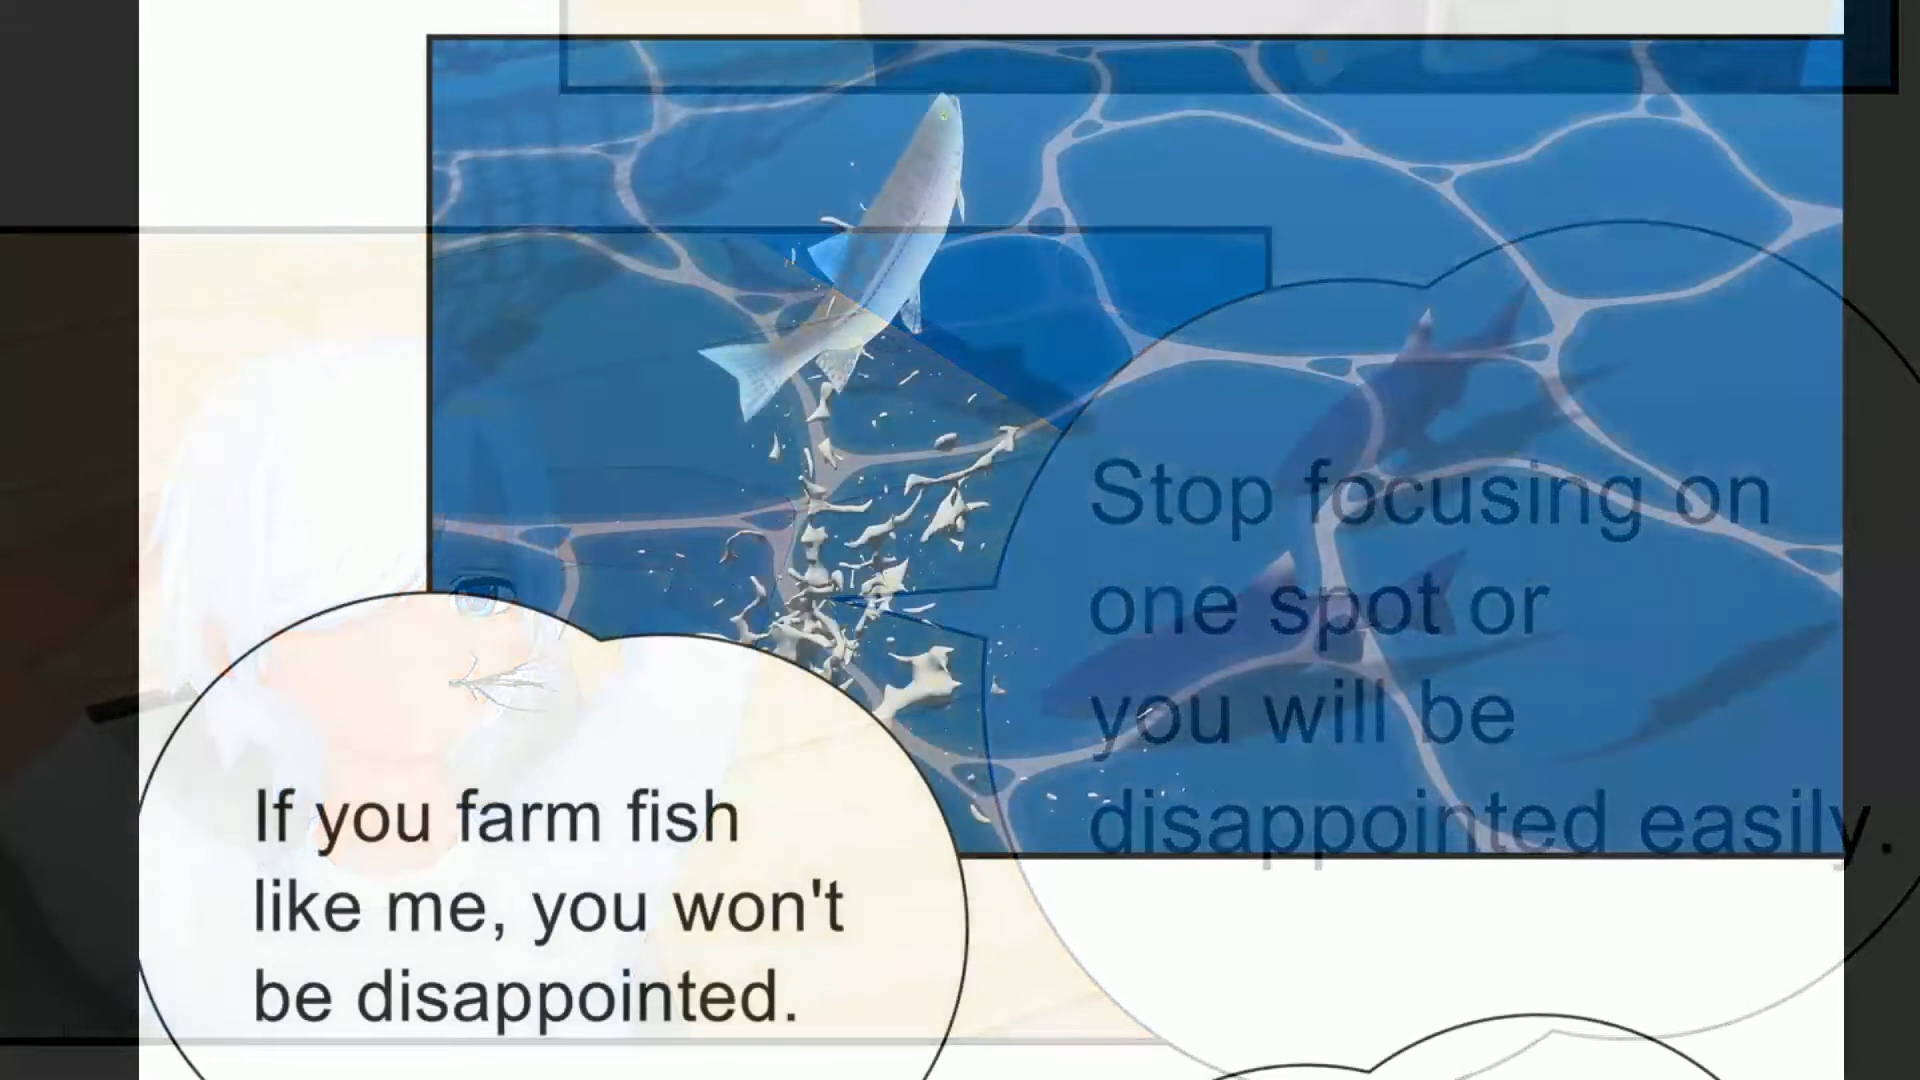 Stop focusing on
one spot or
you will be
disappointed easily.
If you farm fish
like me, you won't
be disappointed.